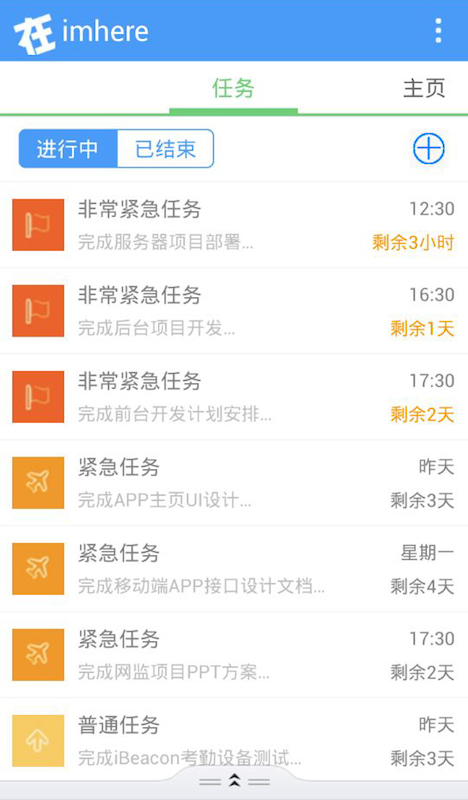 在 imhere
任务 主页
进行中 已结束
非常紧急任务 12:30
完成服务器项目部署... 剩余3小时
非常紧急任务 16:30
完成后台项目开发... 剩余1天
非常紧急任务 17:30
完成前台开发计划安排... 剩余2天
紧急任务 昨天
完成APP主页UI设计... 剩余3天
紧急任务 星期一
完成移动端APP接口设计文档... 剩余4天
紧急任务 17:30
完成网监项目PPT方案... 剩余2天
普通任务 昨天
完成iBeacon考勤设备测试... 剩余3天